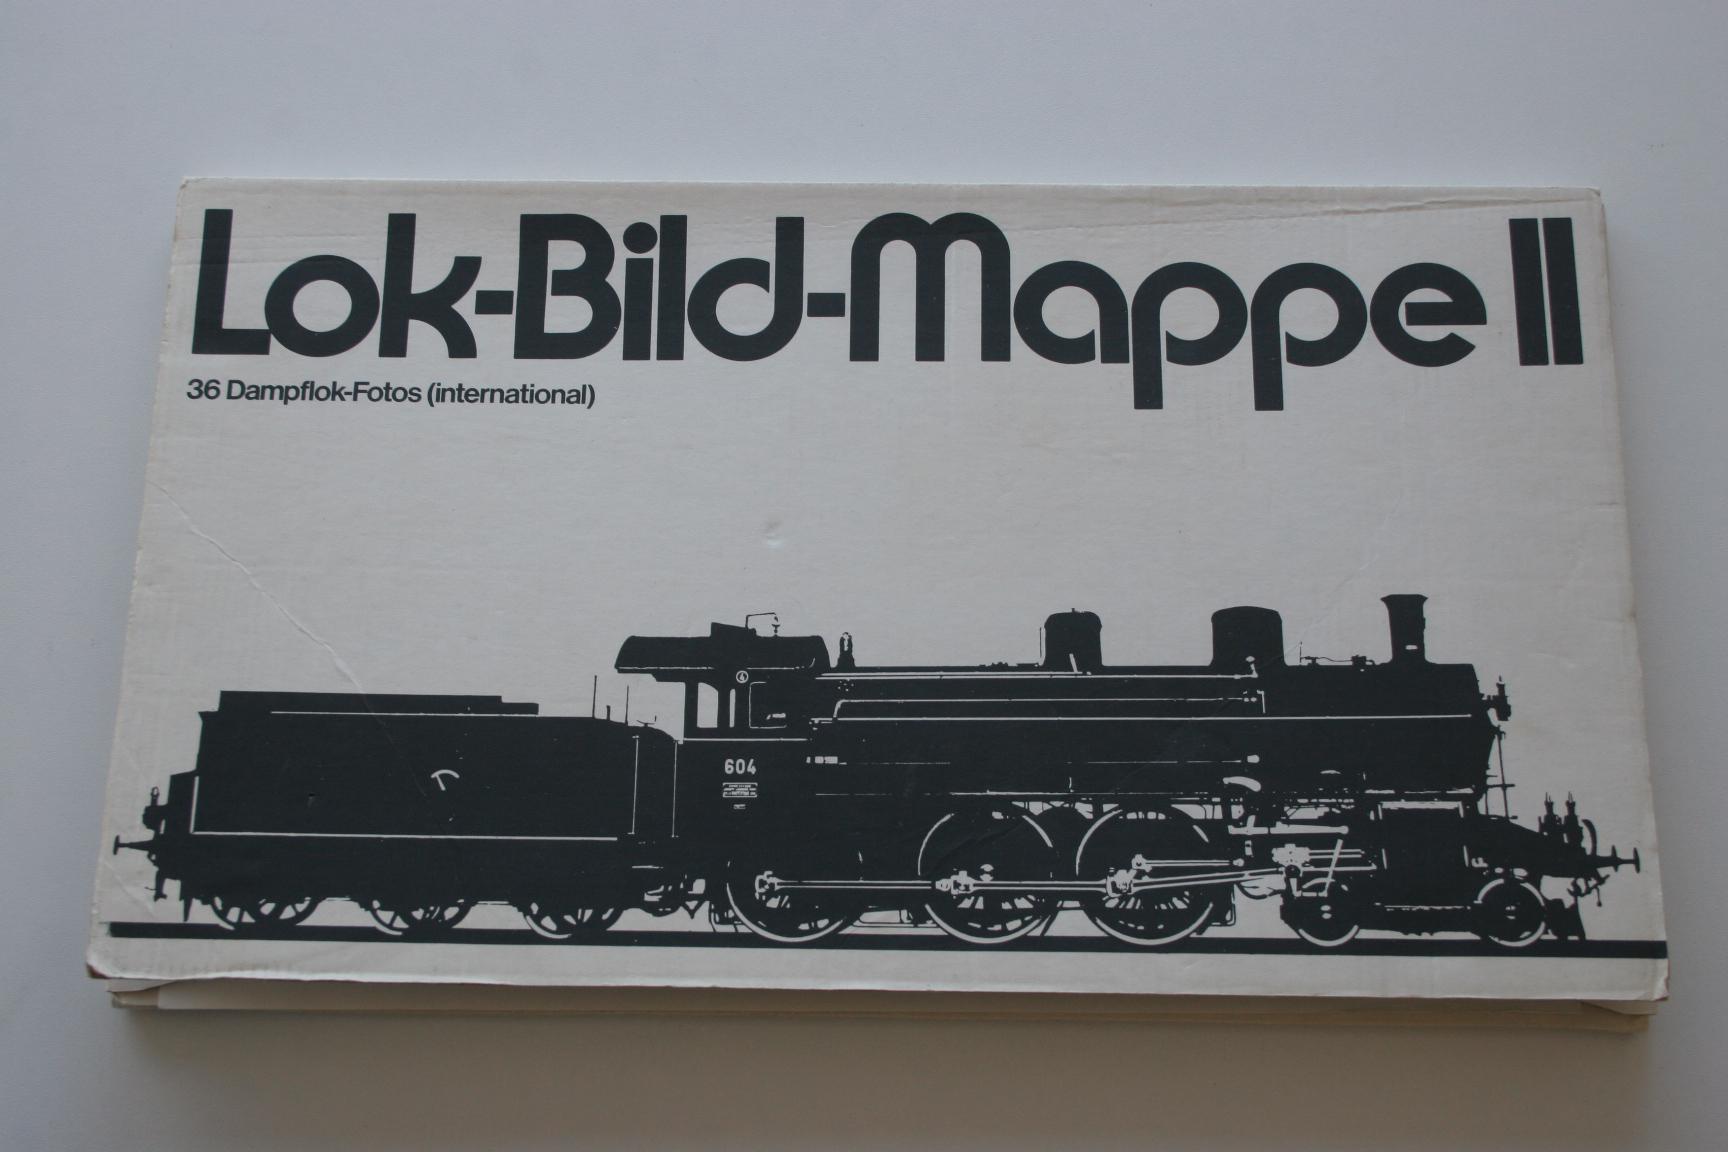 Lok-Bild-Mappe II
36 Dampflok-Fotos (international)
604